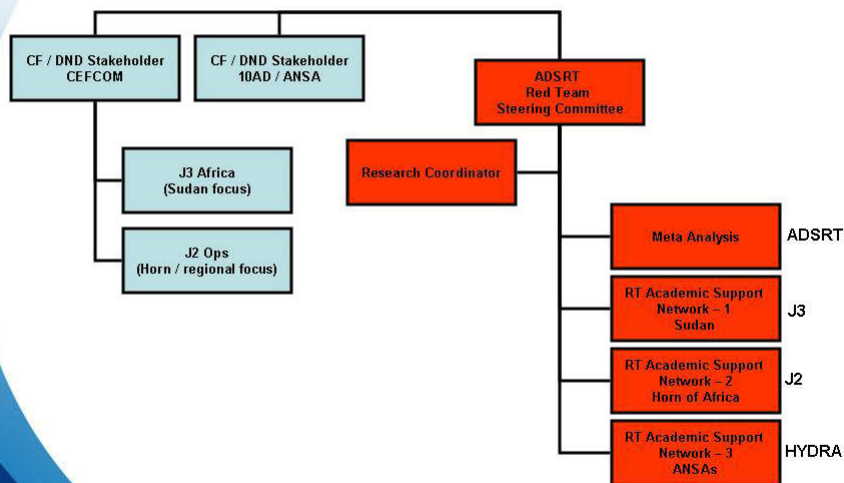 CF / DND Stakeholder
CEFCOM
CF / DND Stakeholder
10AD / ANSA
ADSRT
Red Team
Steering Committee
J3 Africa
(Sudan focus)
Research Coordinator
J2 Ops
(Horn / regional focus)
Meta Analysis
ADSRT
RT Academic Support
Network – 1
Sudan
J3
RT Academic Support
Network – 2
Horn of Africa
J2
RT Academic Support
Network – 3
ANSAs
HYDRA